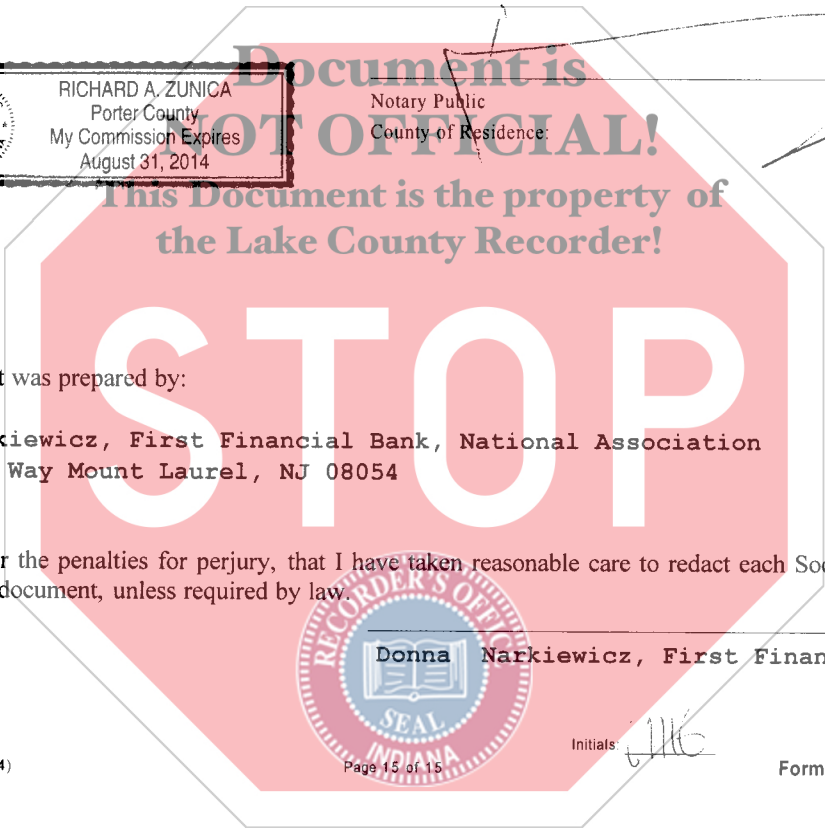 Document is
NOT OFFICIAL!
This Document is the property of
the Lake County Recorder!
RICHARD A. ZUNICA
Porter County
My Commission Expires
August 31, 2014
Notary Public
County of Residence:
STOP
t was prepared by:
kiewicz, First Financial Bank, National Association
Way Mount Laurel, NJ 08054
r the penalties for perjury, that I have taken reasonable care to redact each Soc
document, unless required by law.
RECORDER'S OFFICE
SEAL
INDIANA
Donna Narkiewicz, First Finan
Initials:
4)
Page 15 of 15
Form